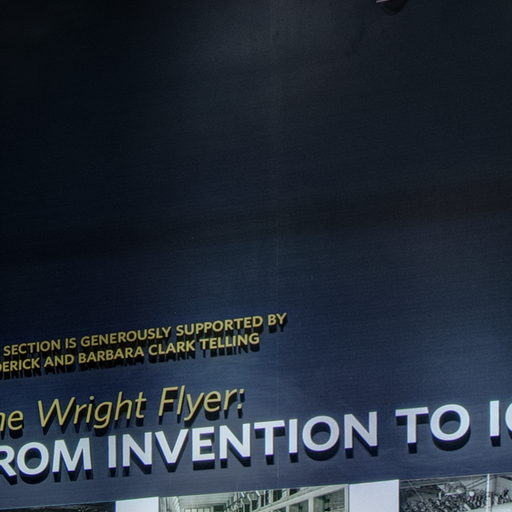 SECTION IS GENEROUSLY SUPPORTED BY
DERICK AND BARBARA CLARK TELLING
he Wright Flyer:
ROM INVENTION TO IC